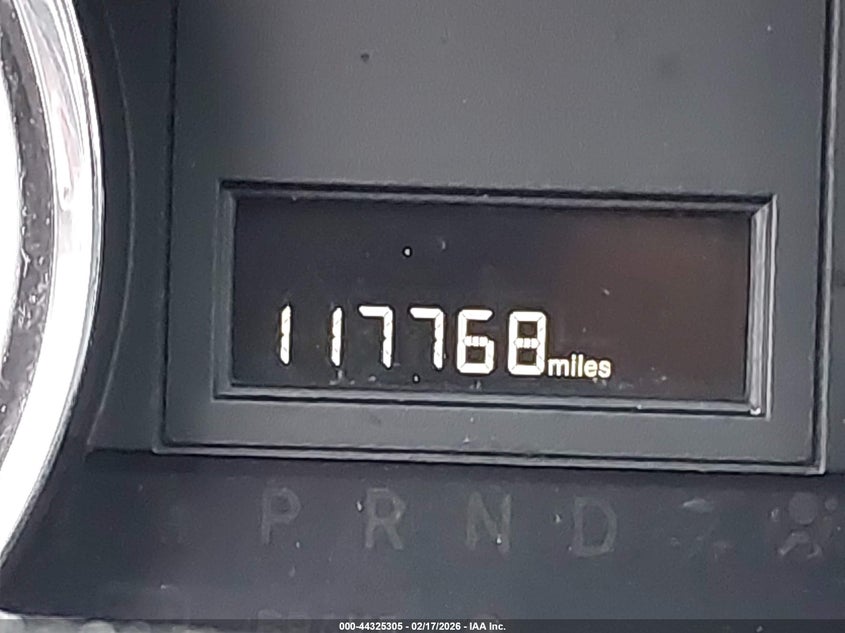 117768miles
P R N D
000-44325305 - 02/17/2026 - IAA Inc.